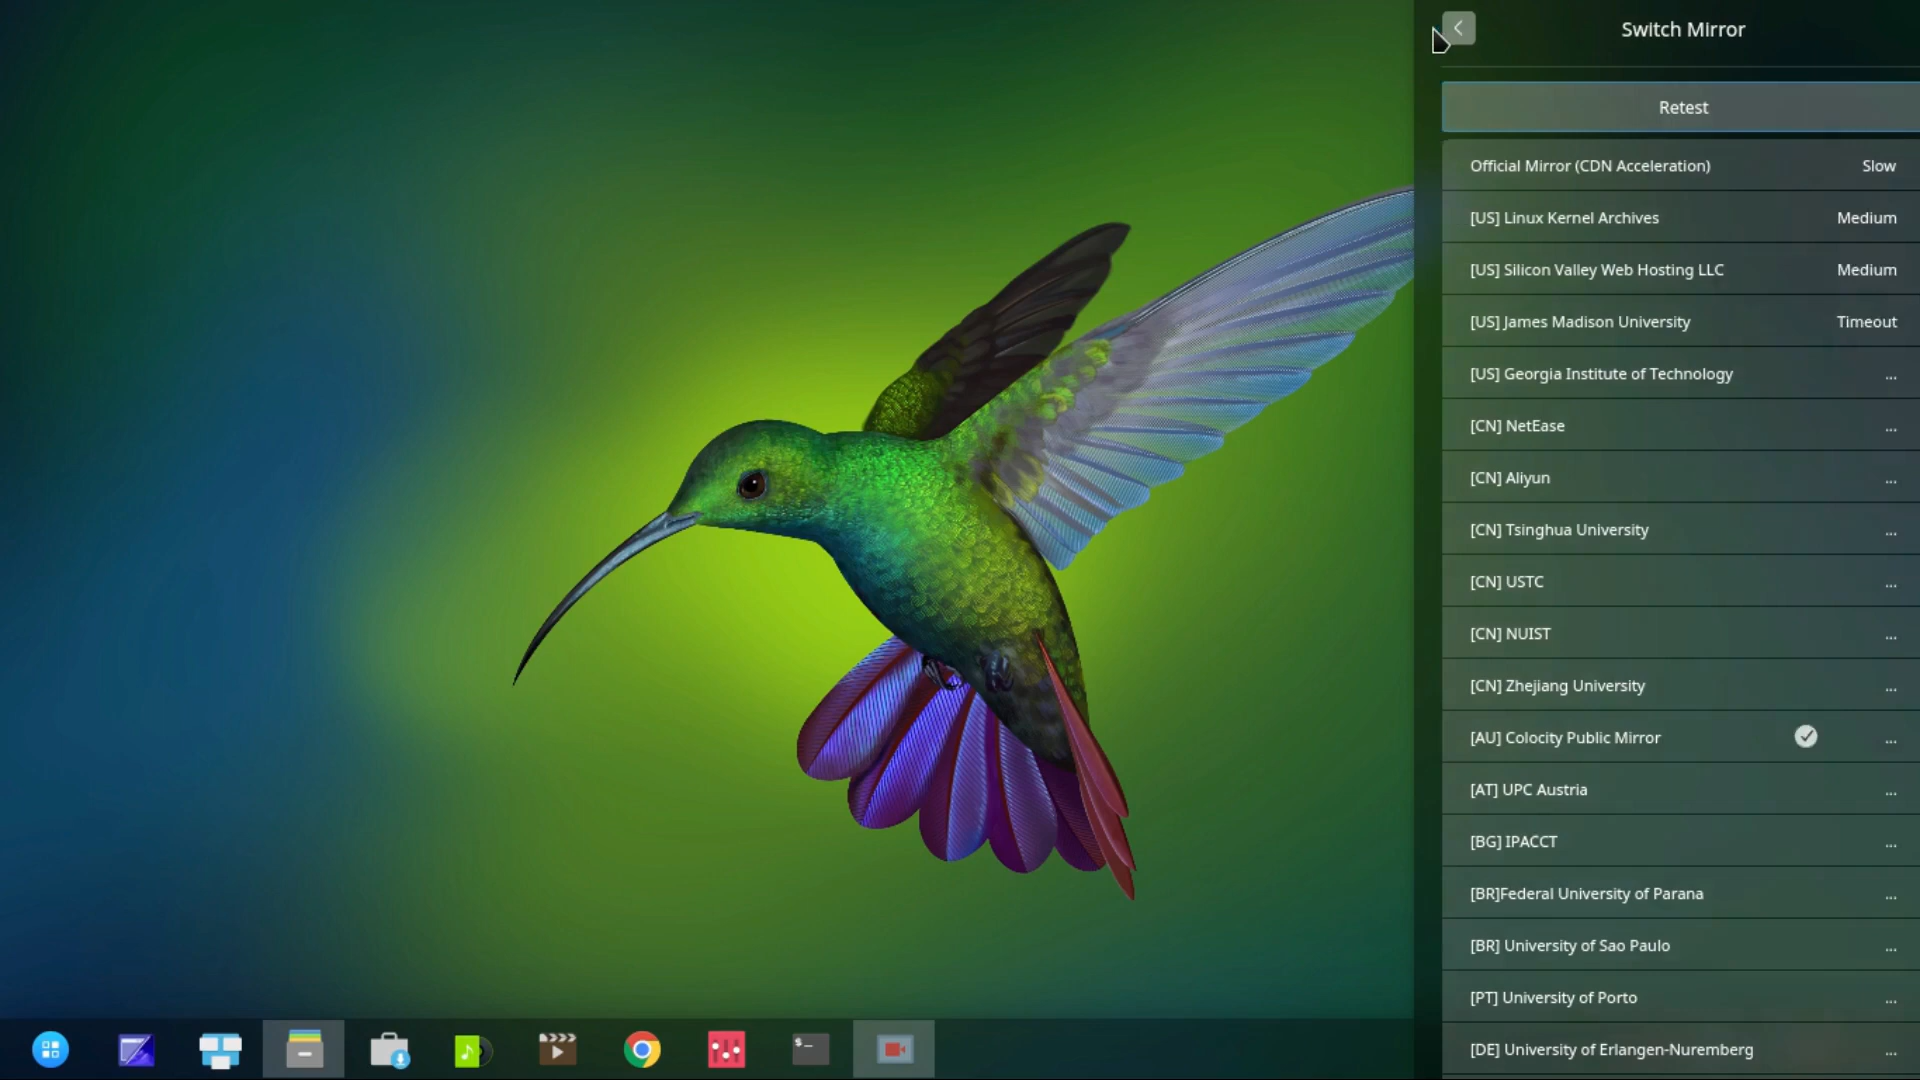 Switch Mirror
Retest
Official Mirror (CDN Acceleration) Slow
[US] Linux Kernel Archives Medium
[US] Silicon Valley Web Hosting LLC Medium
[US] James Madison University Timeout
[US] Georgia Institute of Technology ...
[CN] NetEase ...
[CN] Aliyun ...
[CN] Tsinghua University ...
[CN] USTC ...
[CN] NUIST ...
[CN] Zhejiang University ...
[AU] Colocity Public Mirror ...
[AT] UPC Austria ...
[BG] IPACCT ...
[BR]Federal University of Parana ...
[BR] University of Sao Paulo ...
[PT] University of Porto ...
[DE] University of Erlangen-Nuremberg ...
$_